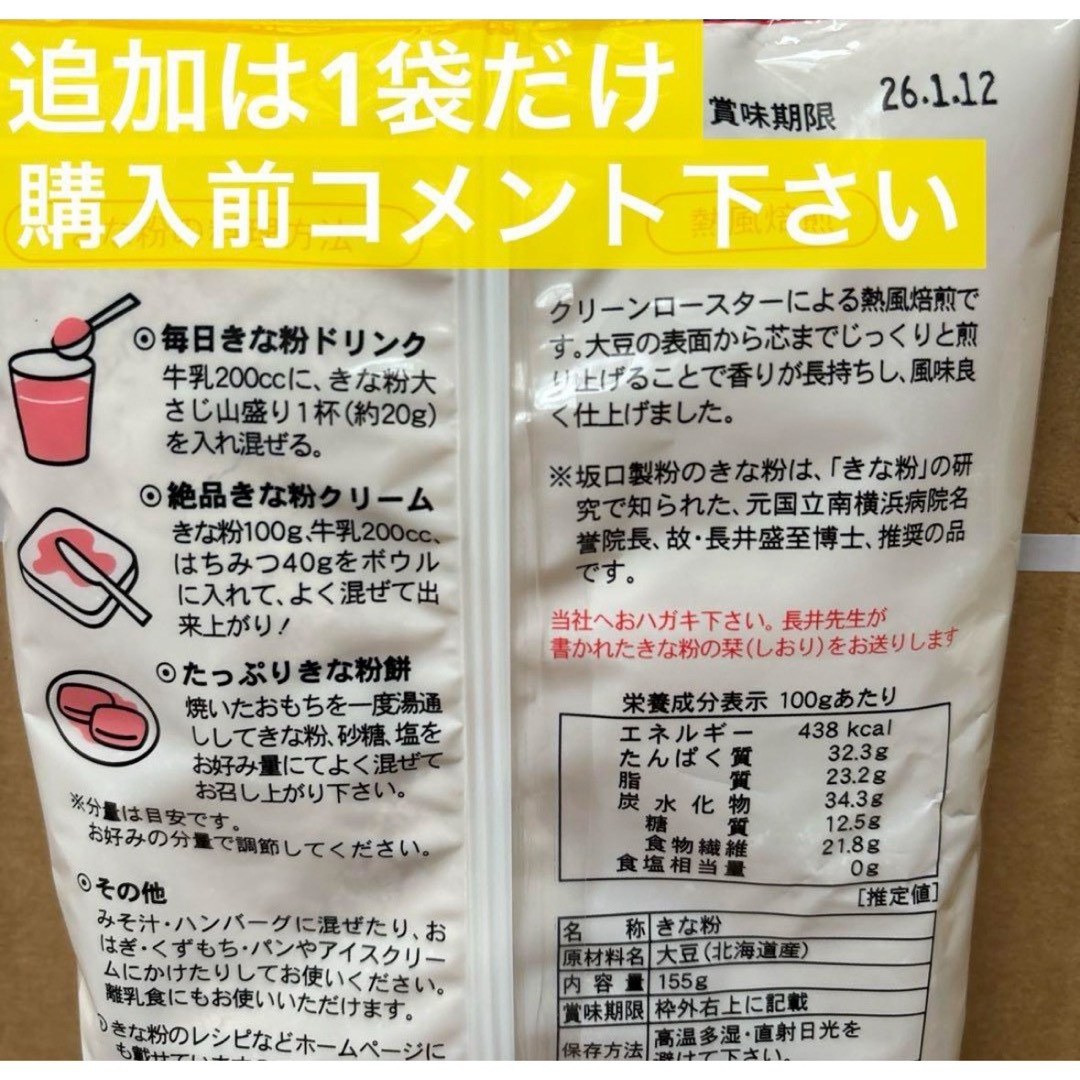 追加は1袋だけ
購入前コメント下さい
賞味期限 26.1.12
熱風焙煎
クリーンロースターによる熱風焙煎で
す。大豆の表面から芯までじっくりと煎
り上げることで香りが長持ちし、風味良
く仕上げました。
※坂口製粉のきな粉は、「きな粉」の研
究で知られた、元国立南横浜病院名
誉院長、故・長井盛至博士、推奨の品
です。
当社へおハガキ下さい。長井先生が
書かれたきな粉の栞(しおり)をお送りします
◎毎日きな粉ドリンク
牛乳200ccに、きな粉大
さじ山盛り1杯(約20g)
を入れ混ぜる。
◎絶品きな粉クリーム
きな粉100g、牛乳200cc、
はちみつ40gをボウル
に入れて、よく混ぜて出
来上がり!
◎たっぷりきな粉餅
焼いたおもちを一度湯通
ししてきな粉、砂糖、塩を
お好み量にてよく混ぜて
お召し上がり下さい。
※分量は目安です。
お好みの分量で調節してください。
◎その他
みそ汁・ハンバーグに混ぜたり、お
はぎ・くずもち・パンやアイスクリー
ムにかけたりしてお使いください。
離乳食にもお使いいただけます。
きな粉のレシピなどホームページに
栄養成分表示 100gあたり
エネルギー 438 kcal
たんぱく質 32.3g
脂質 23.2g
炭水化物 34.3g
糖質 12.5g
食物繊維 21.8g
食塩相当量 0g
[推定値]
名称 きな粉
原材料名 大豆(北海道産)
内容量 155g
賞味期限 枠外右上に記載
保存方法 高温多湿・直射日光を
避けて下さい。